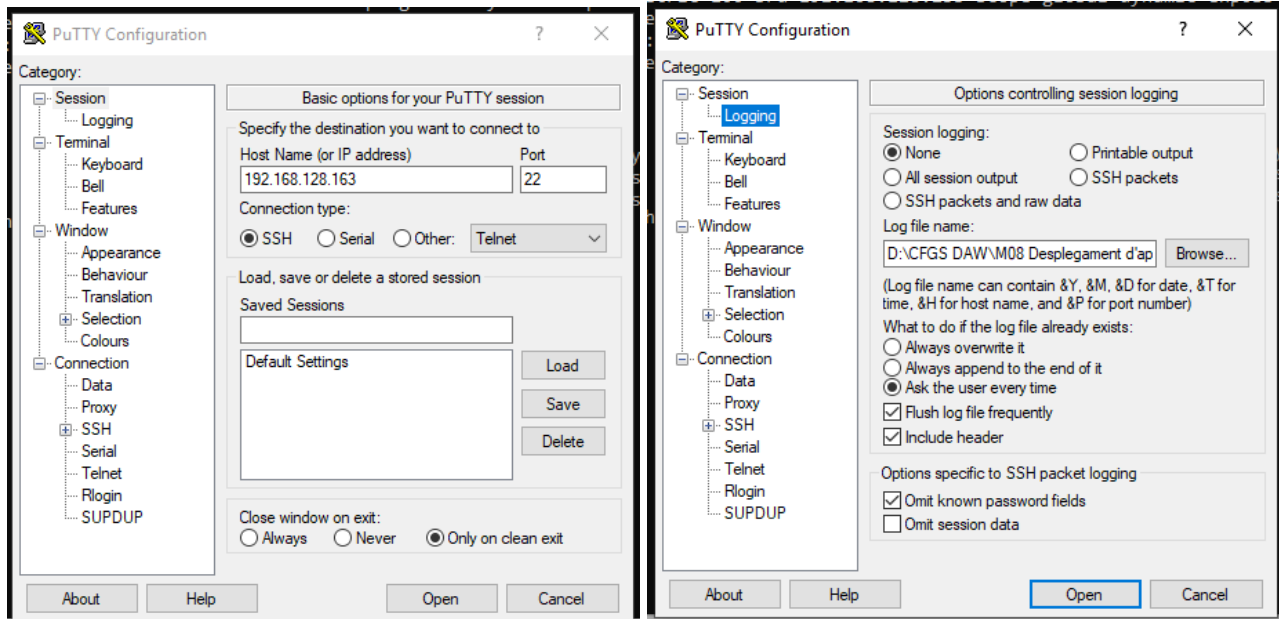 PuTTY Configuration
?
Category:
Session
Logging
Terminal
Keyboard
Bell
Features
Window
Appearance
Behaviour
Translation
Selection
Colours
Connection
Data
Proxy
SSH
Serial
Telnet
Rlogin
SUPDUP
Basic options for your PuTTY session
Specify the destination you want to connect to
Host Name (or IP address) Port
192.168.128.163 22
Connection type:
SSH Serial Other: Telnet
Load, save or delete a stored session
Saved Sessions
Default Settings
Load
Save
Delete
Close window on exit:
Always Never Only on clean exit
About Help Open Cancel
PuTTY Configuration
?
Category:
Session
Logging
Terminal
Keyboard
Bell
Features
Window
Appearance
Behaviour
Translation
Selection
Colours
Connection
Data
Proxy
SSH
Serial
Telnet
Rlogin
SUPDUP
Options controlling session logging
Session logging:
None Printable output
All session output SSH packets
SSH packets and raw data
Log file name:
D:\CFGS DAW\M08 Desplegament d'ap Browse...
(Log file name can contain &Y, &M, &D for date, &T for
time, &H for host name, and &P for port number)
What to do if the log file already exists:
Always overwrite it
Always append to the end of it
Ask the user every time
Flush log file frequently
Include header
Options specific to SSH packet logging
Omit known password fields
Omit session data
About Help Open Cancel